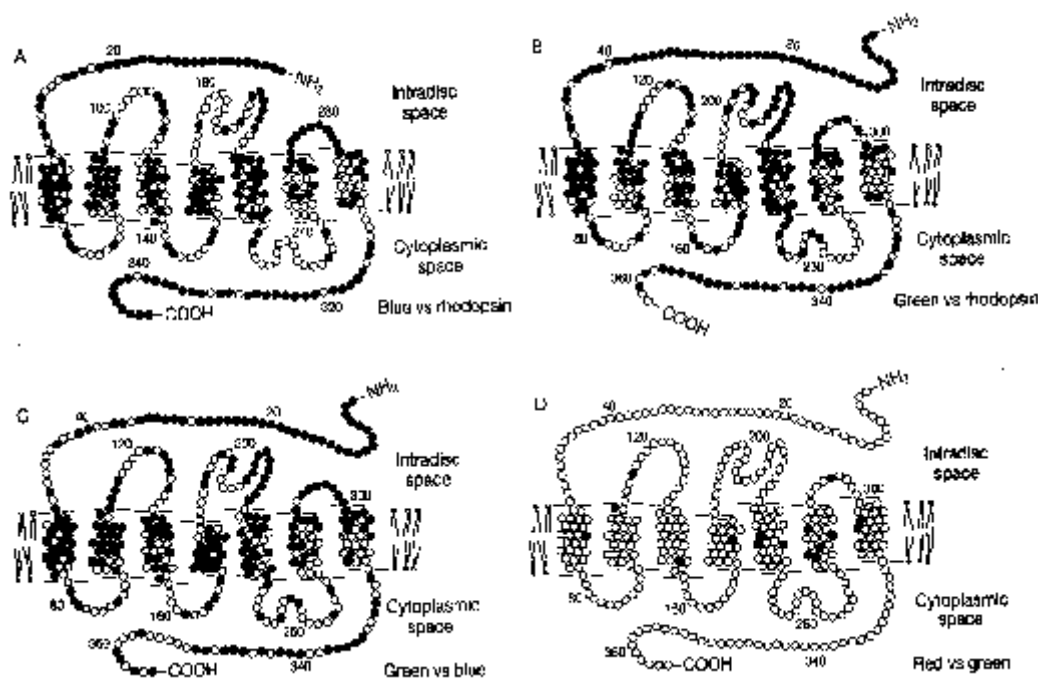 A
20
NH2
160
180
280
Intradisc
space
140
270
Cytoplasmic
space
340
320
COOH
Blue vs rhodopsin
B
40
20
NH2
120
200
300
Intradisc
space
80
160
Cytoplasmic
space
360
340
COOH
Green vs rhodopsin
C
20
NH2
120
200
300
Intradisc
space
80
160
260
Cytoplasmic
space
360
340
COOH
Green vs blue
D
40
20
NH2
120
200
300
Intradisc
space
260
Cytoplasmic
space
360
340
COOH
Red vs green